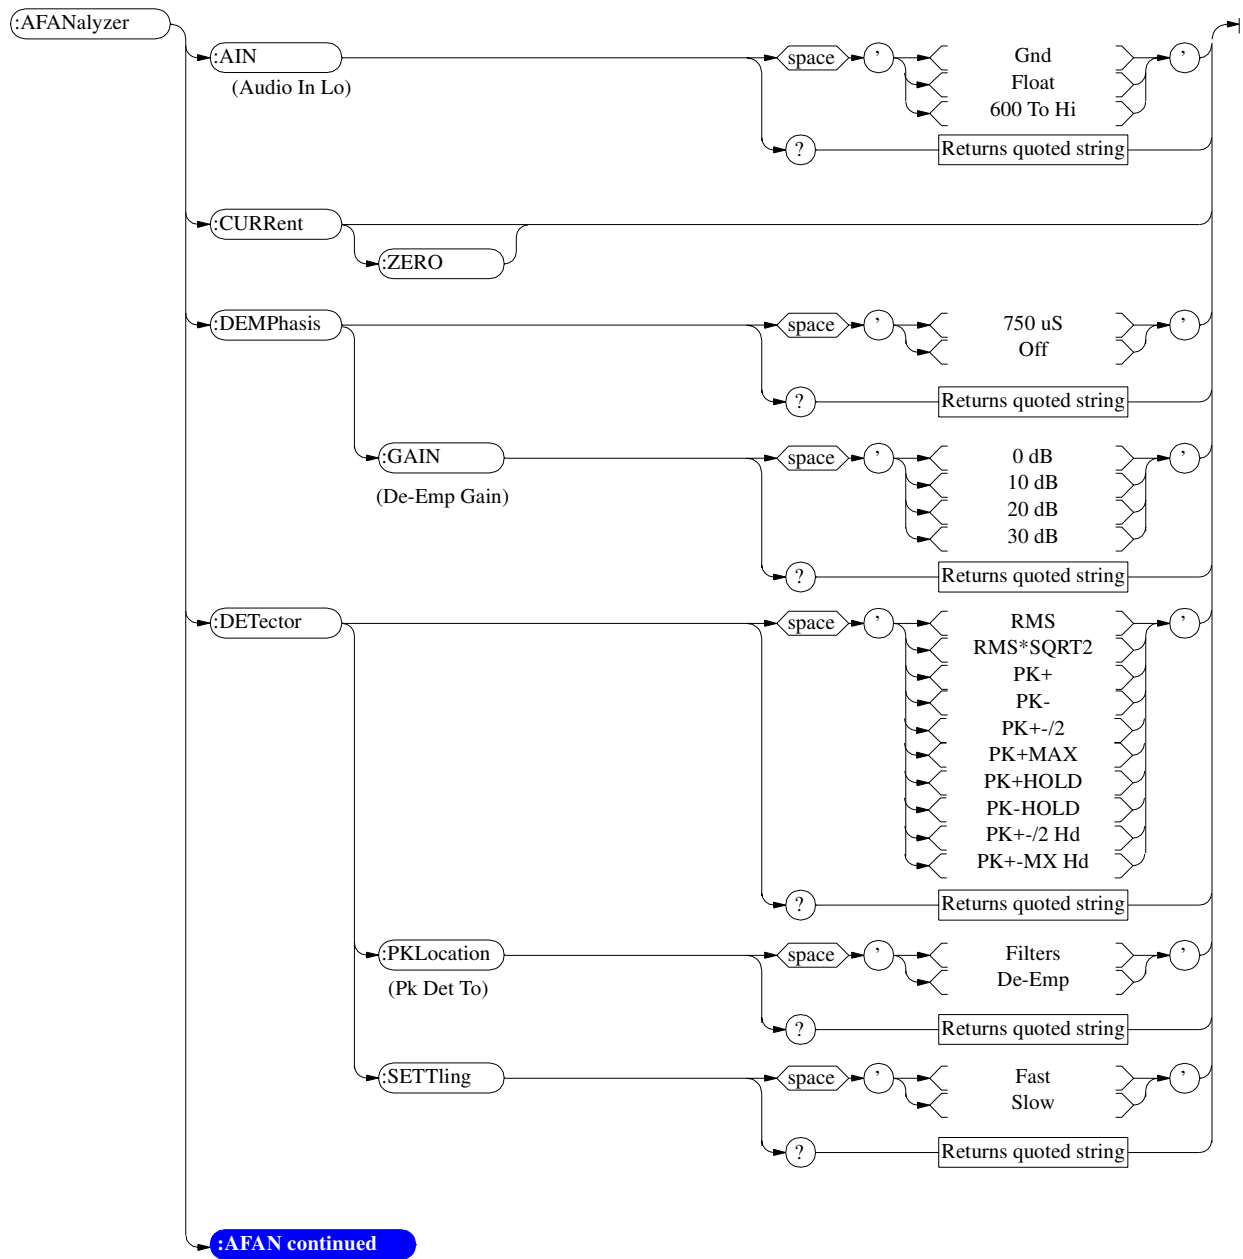 :AFANalyzer
:AIN
(Audio In Lo)
space ' Gnd '
Float
600 To Hi
? Returns quoted string
:CURRent
:ZERO
:DEMPhasis
space ' 750 uS '
Off
? Returns quoted string
:GAIN
(De-Emp Gain)
space ' 0 dB '
10 dB
20 dB
30 dB
? Returns quoted string
:DETector
space ' RMS '
RMS*SQRT2
PK+
PK-
PK+-/2
PK+MAX
PK+HOLD
PK-HOLD
PK+-/2 Hd
PK+-MX Hd
? Returns quoted string
:PKLocation
(Pk Det To)
space ' Filters '
De-Emp
? Returns quoted string
:SETTling
space ' Fast '
Slow
? Returns quoted string
:AFAN continued